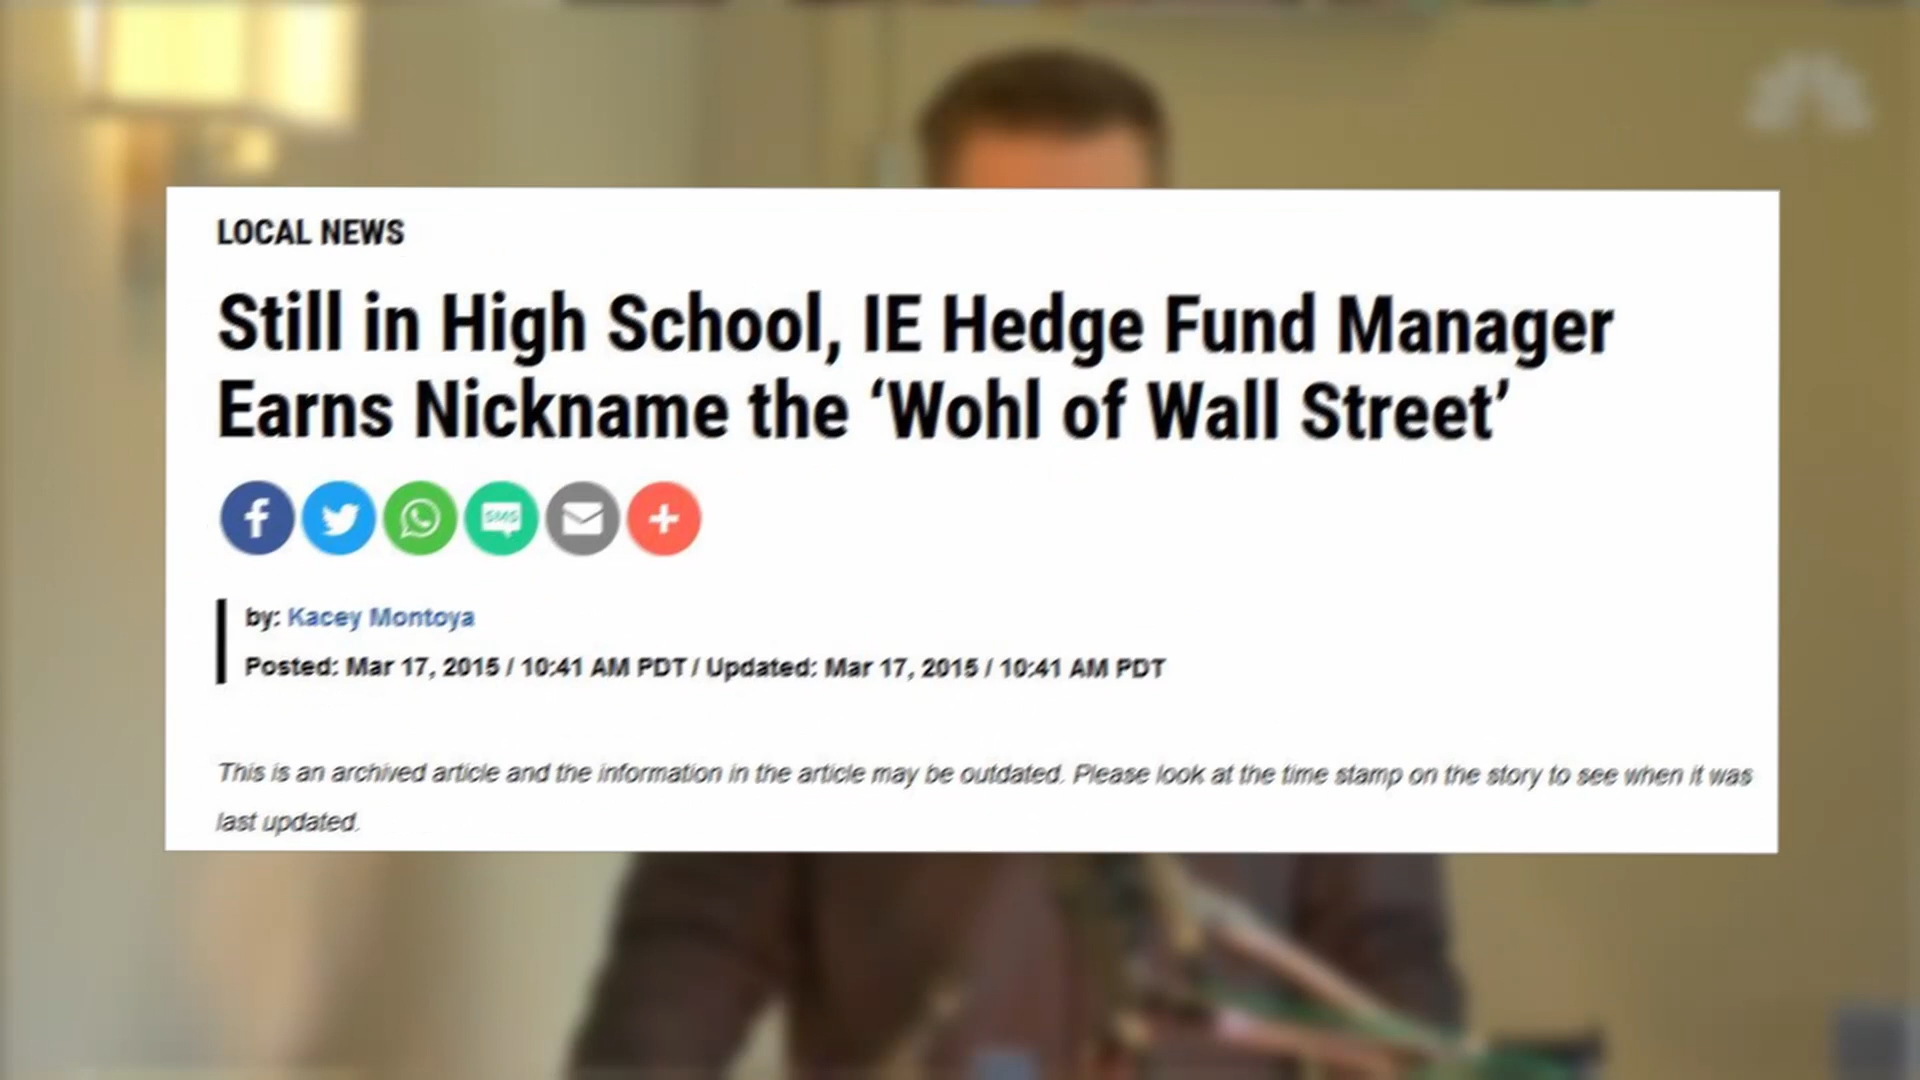 LOCAL NEWS
Still in High School, IE Hedge Fund Manager
Earns Nickname the ‘Wohl of Wall Street’
f
SMS
by: Kacey Montoya
Posted: Mar 17, 2015 / 10:41 AM PDT / Updated: Mar 17, 2015 / 10:41 AM PDT
This is an archived article and the information in the article may be outdated. Please look at the time stamp on the story to see when it was
last updated.